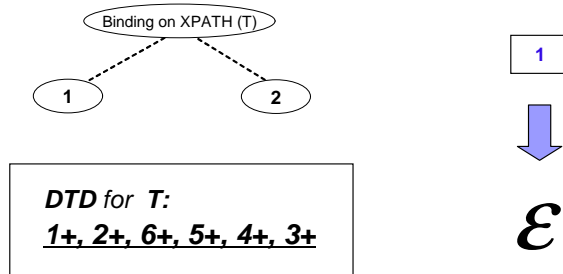 Binding on XPATH (T)
1
2
1
DTD for T:
1+, 2+, 6+, 5+, 4+, 3+
ℰ